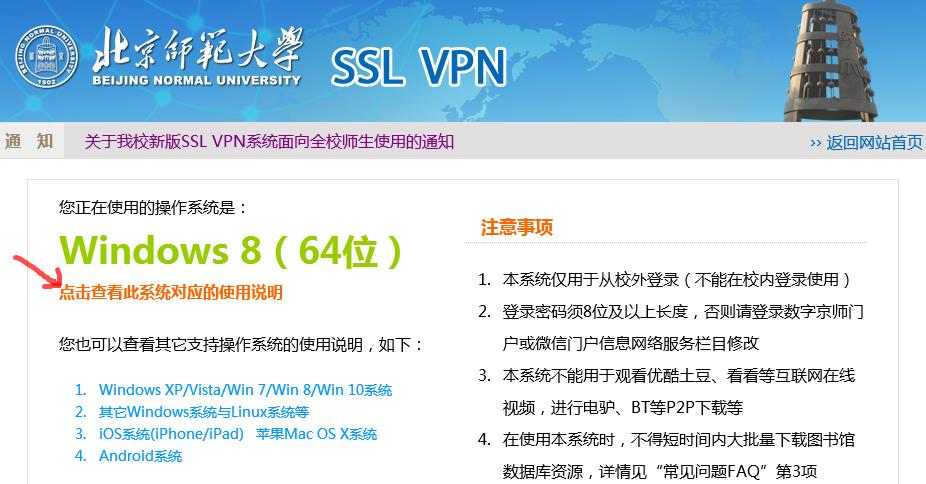 BEIJING NORMAL UNIVERSITY
1902
北京师范大学
BEIJING NORMAL UNIVERSITY
SSL VPN
通 知
关于我校新版SSL VPN系统面向全校师生使用的通知
›› 返回网站首页
您正在使用的操作系统是：
Windows 8（64位）
点击查看此系统对应的使用说明
您也可以查看其它支持操作系统的使用说明，如下：
1. Windows XP/Vista/Win 7/Win 8/Win 10系统
2. 其它Windows系统与Linux系统等
3. iOS系统(iPhone/iPad) 苹果Mac OS X系统
4. Android系统
注意事项
1. 本系统仅用于从校外登录（不能在校内登录使用）
2. 登录密码须8位及以上长度，否则请登录数字京师门
户或微信门户信息网络服务栏目修改
3. 本系统不能用于观看优酷土豆、看看等互联网在线
视频，进行电驴、BT等P2P下载等
4. 在使用本系统时，不得短时间内大批量下载图书馆
数据库资源，详情见“常见问题FAQ”第3项